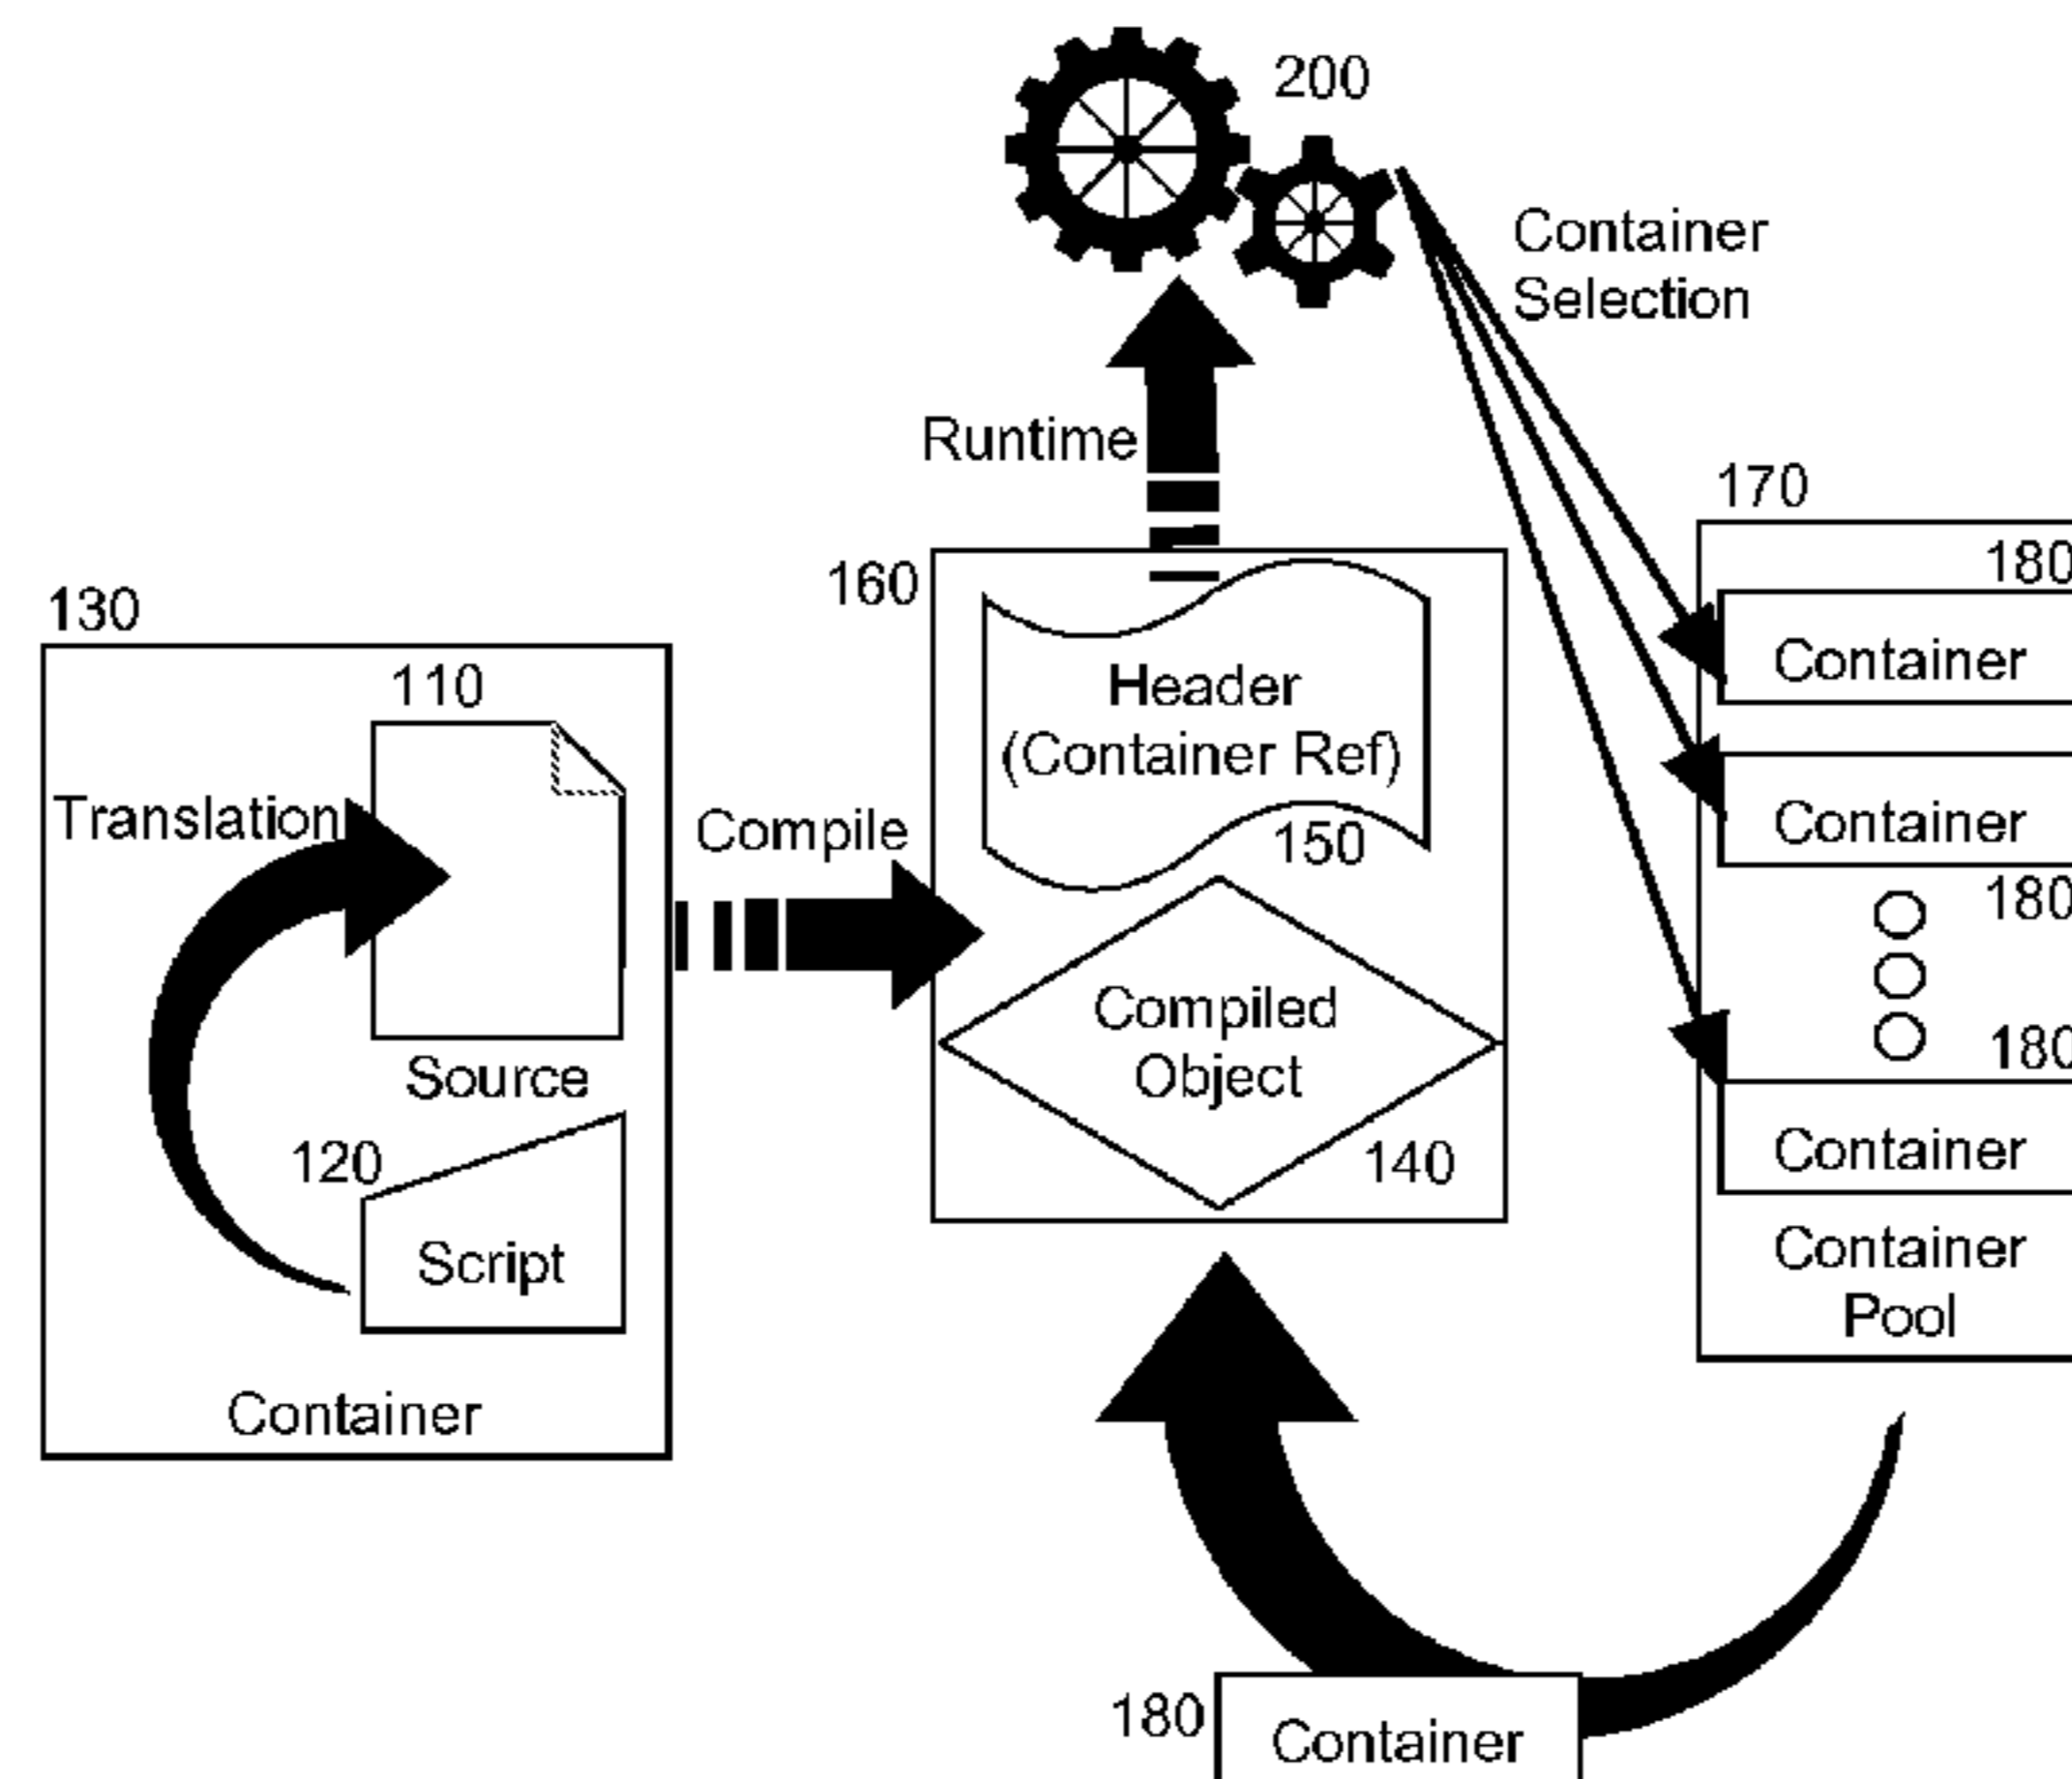 200
Container
Selection
Runtime
170
160
180
130
Container
110
Header
(Container Ref)
Translation
Compile
150
Container
180
Compiled
Object
180
Source
120
140
Container
Script
Container
Pool
Container
180
Container